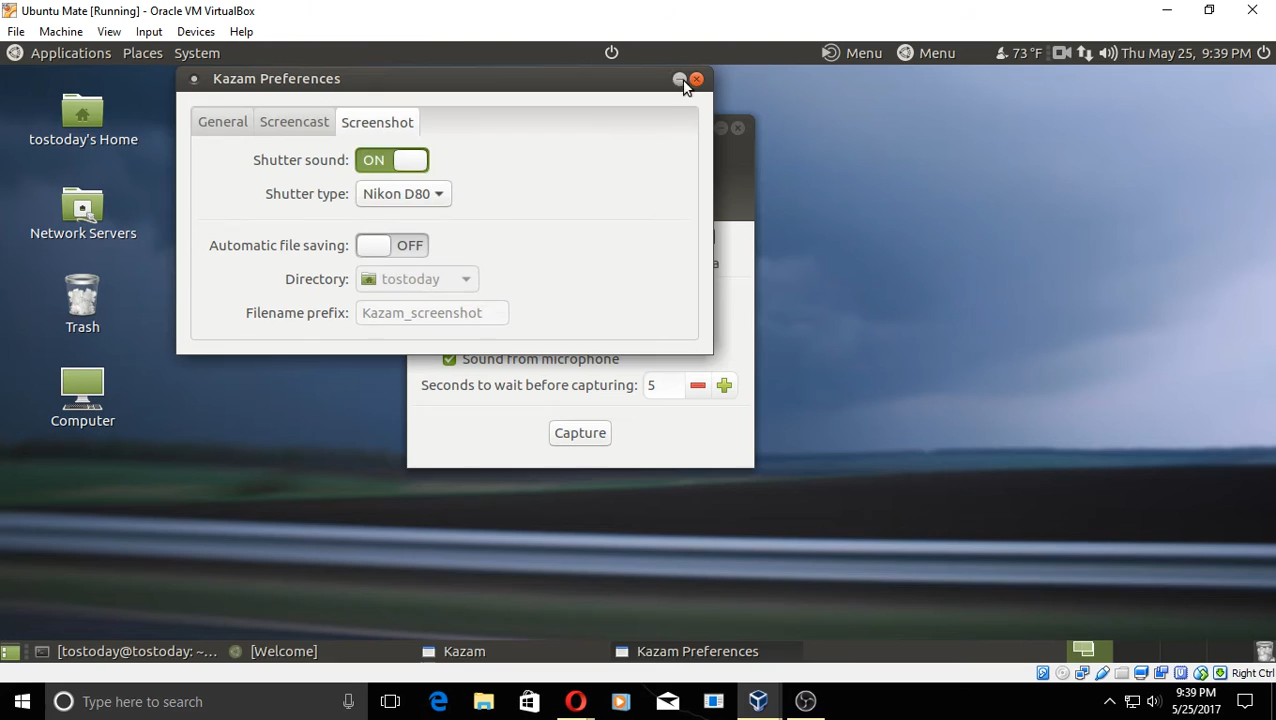 Ubuntu Mate [Running] - Oracle VM VirtualBox
File Machine View Input Devices Help
Applications Places System Menu Menu 73 °F Thu May 25, 9:39 PM
Kazam Preferences
General Screencast Screenshot
Shutter sound: ON
Shutter type: Nikon D80
Automatic file saving: OFF
Directory: tostoday
Filename prefix: Kazam_screenshot
a
Sound from microphone
Seconds to wait before capturing: 5
Capture
tostoday's Home
Network Servers
Trash
Computer
[tostoday@tostoday: ~... [Welcome] Kazam Kazam Preferences
Right Ctrl
Type here to search
9:39 PM
5/25/2017